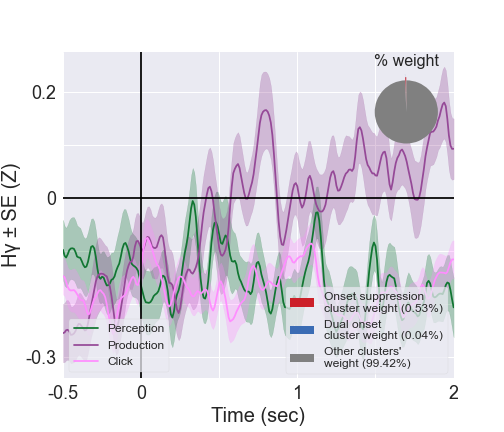 % weight
0.2
0
-0.3
Hγ ± SE (Z)
Perception
Production
Click
Onset suppression
cluster weight (0.53%)
Dual onset
cluster weight (0.04%)
Other clusters'
weight (99.42%)
-0.5
0
1
2
Time (sec)